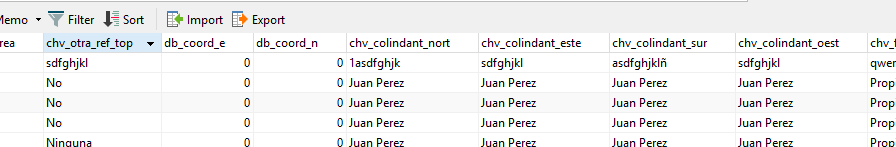 Memo Filter Sort Import Export
rea chv_otra_ref_top db_coord_e db_coord_n chv_colindant_nort chv_colindant_este chv_colindant_sur chv_colindant_oest chv_
sdfghjkl 0 0 1asdfghjk sdfghjkl asdfghjklñ sdfghjkl qwer
No 0 0 Juan Perez Juan Perez Juan Perez Juan Perez Prop
No 0 0 Juan Perez Juan Perez Juan Perez Juan Perez Prop
No 0 0 Juan Perez Juan Perez Juan Perez Juan Perez Prop
Ninguna 0 0 Juan Perez Juan Perez Juan Perez Juan Perez Prop